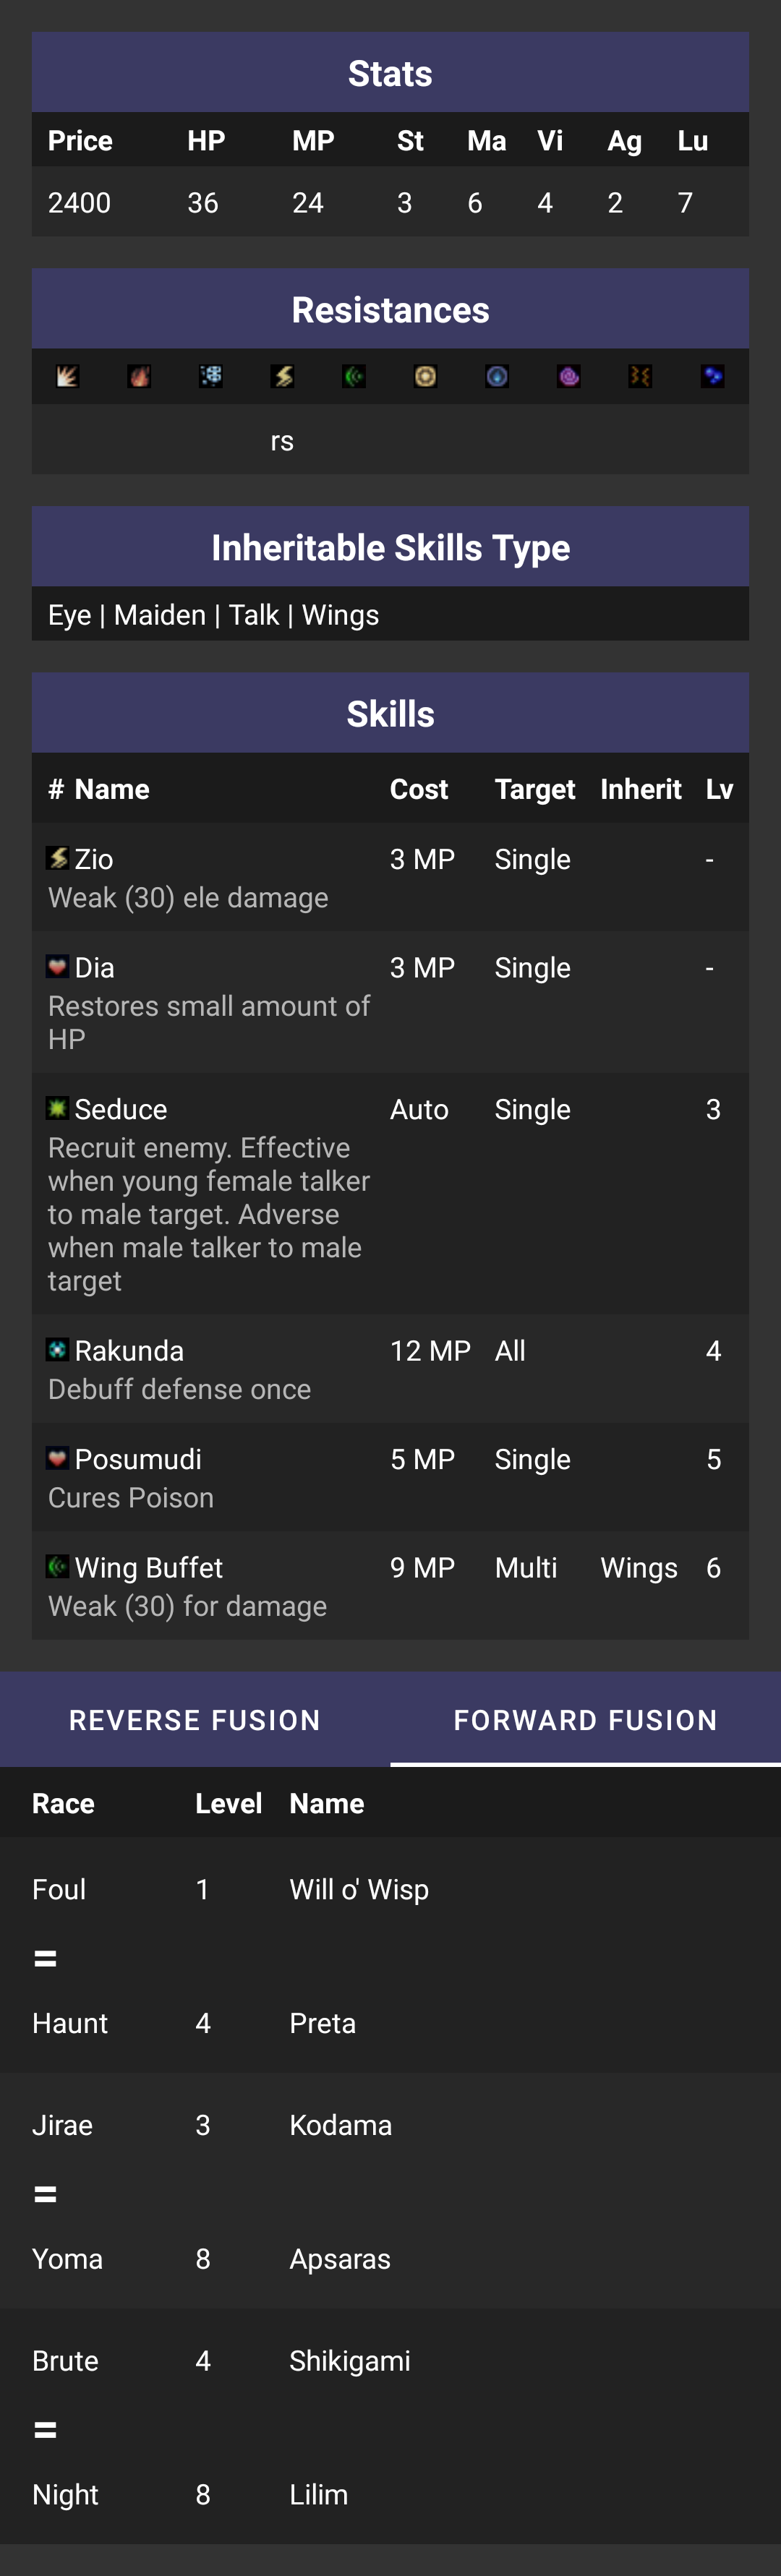 Stats
Price HP MP St Ma Vi Ag Lu
2400 36 24 3 6 4 2 7
Resistances
rs
Inheritable Skills Type
Eye | Maiden | Talk | Wings
Skills
# Name Cost Target Inherit Lv
Zio 3 MP Single -
Weak (30) ele damage
Dia 3 MP Single -
Restores small amount of
HP
Seduce Auto Single 3
Recruit enemy. Effective
when young female talker
to male target. Adverse
when male talker to male
target
Rakunda 12 MP All 4
Debuff defense once
Posumudi 5 MP Single 5
Cures Poison
Wing Buffet 9 MP Multi Wings 6
Weak (30) for damage
REVERSE FUSION FORWARD FUSION
Race Level Name
Foul 1 Will o' Wisp
=
Haunt 4 Preta
Jirae 3 Kodama
=
Yoma 8 Apsaras
Brute 4 Shikigami
=
Night 8 Lilim